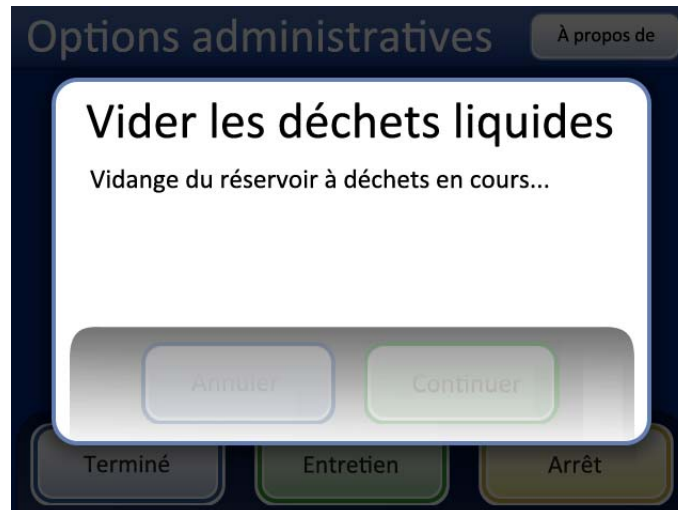 Options administratives
À propos de
Vider les déchets liquides
Vidange du réservoir à déchets en cours...
Annuler
Continuer
Terminé
Entretien
Arrêt